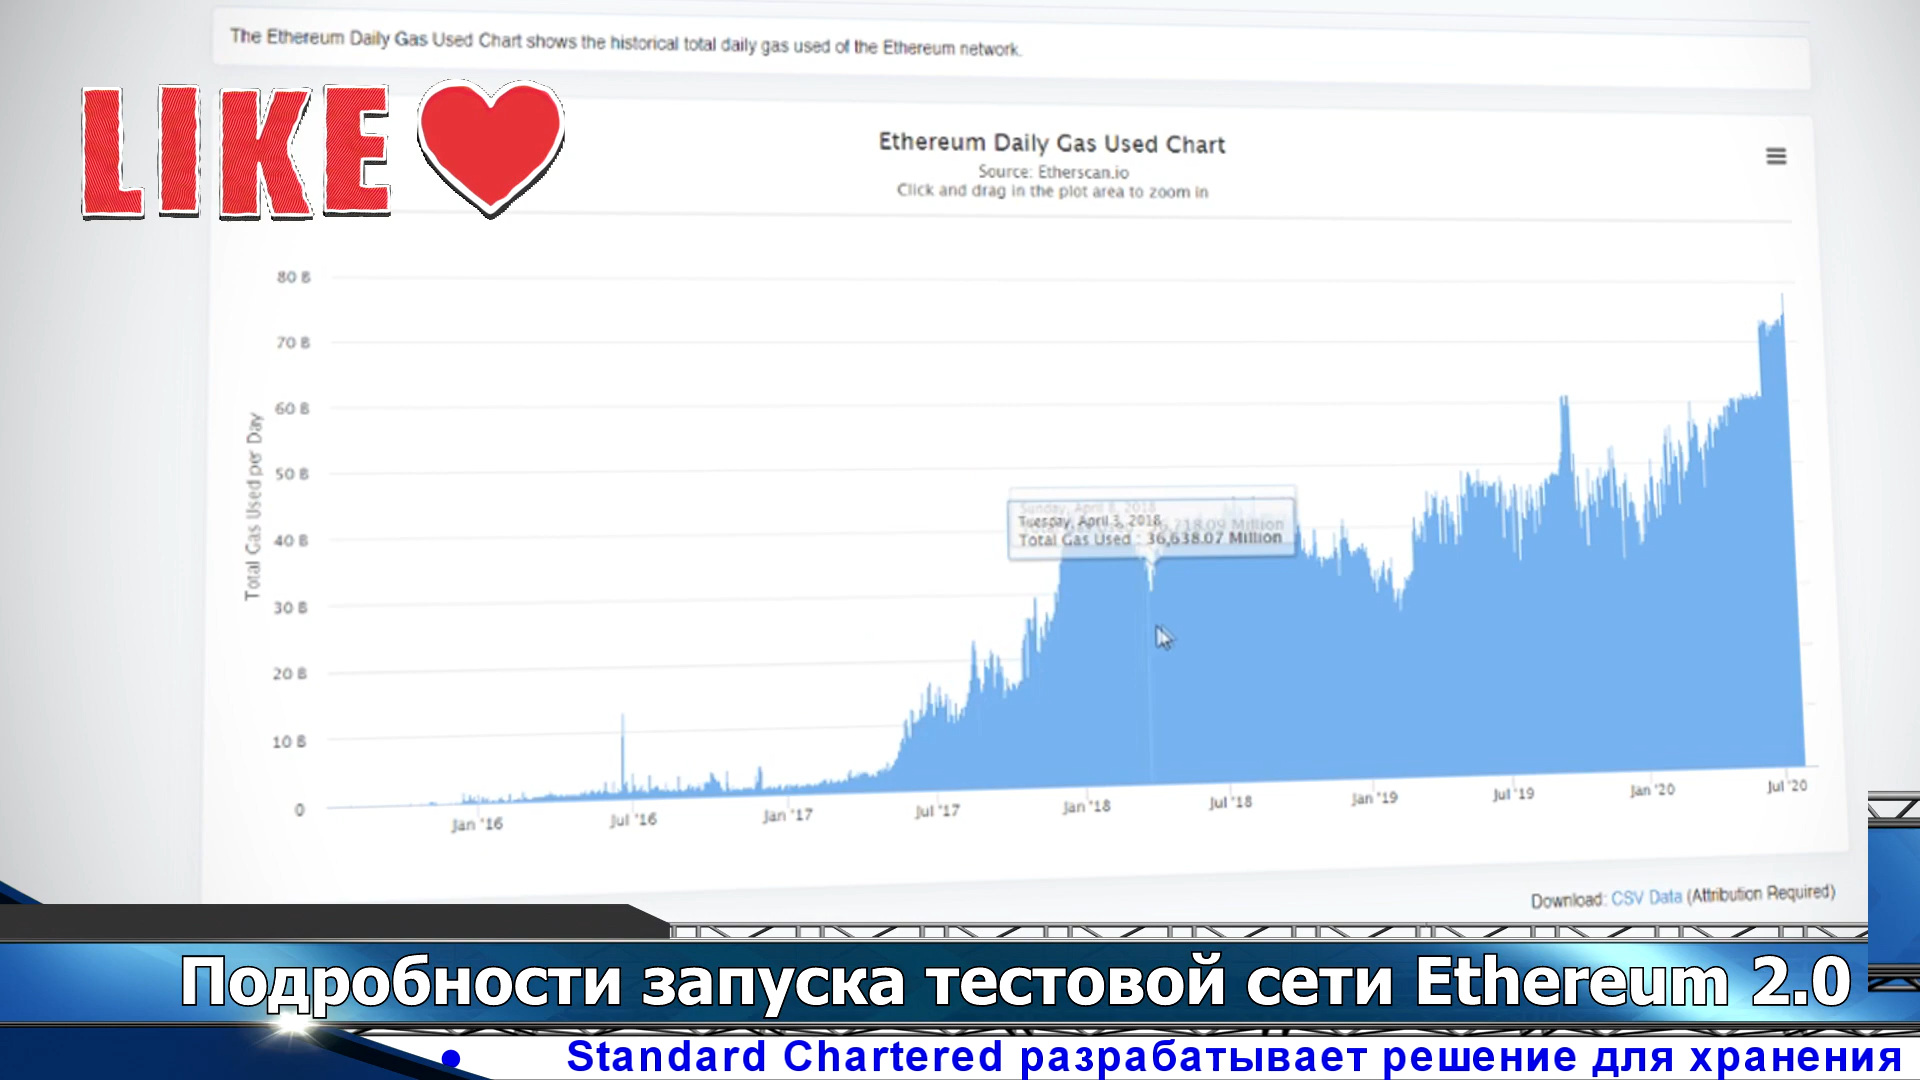 The Ethereum Daily Gas Used Chart shows the historical total daily gas used of the Ethereum network.
LIKE
Ethereum Daily Gas Used Chart
Source: Etherscan.io
Click and drag in the plot area to zoom in
80 B
70 B
60 B
50 B
40 B
30 B
20 B
10 B
0
Total Gas Used per Day
Sunday, April 8, 2018
Tuesday, April 3, 2018
Total Gas Used : 36,638.07 Million
Jan '16
Jul '16
Jan '17
Jul '17
Jan '18
Jul '18
Jan '19
Jul '19
Jan '20
Jul '20
Download: CSV Data (Attribution Required)
Подробности запуска тестовой сети Ethereum 2.0
• Standard Chartered разрабатывает решение для хранения